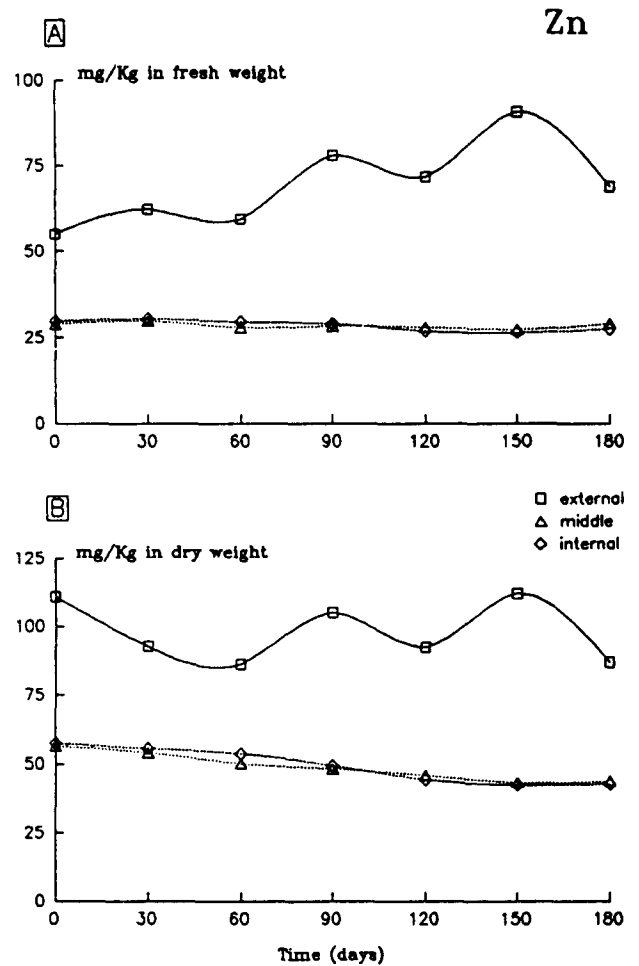 Zn
A
mg/Kg in fresh weight
100
75
50
25
0
0 30 60 90 120 150 180
B
external
middle
internal
mg/Kg in dry weight
125
100
75
50
25
0
0 30 60 90 120 150 180
Time (days)